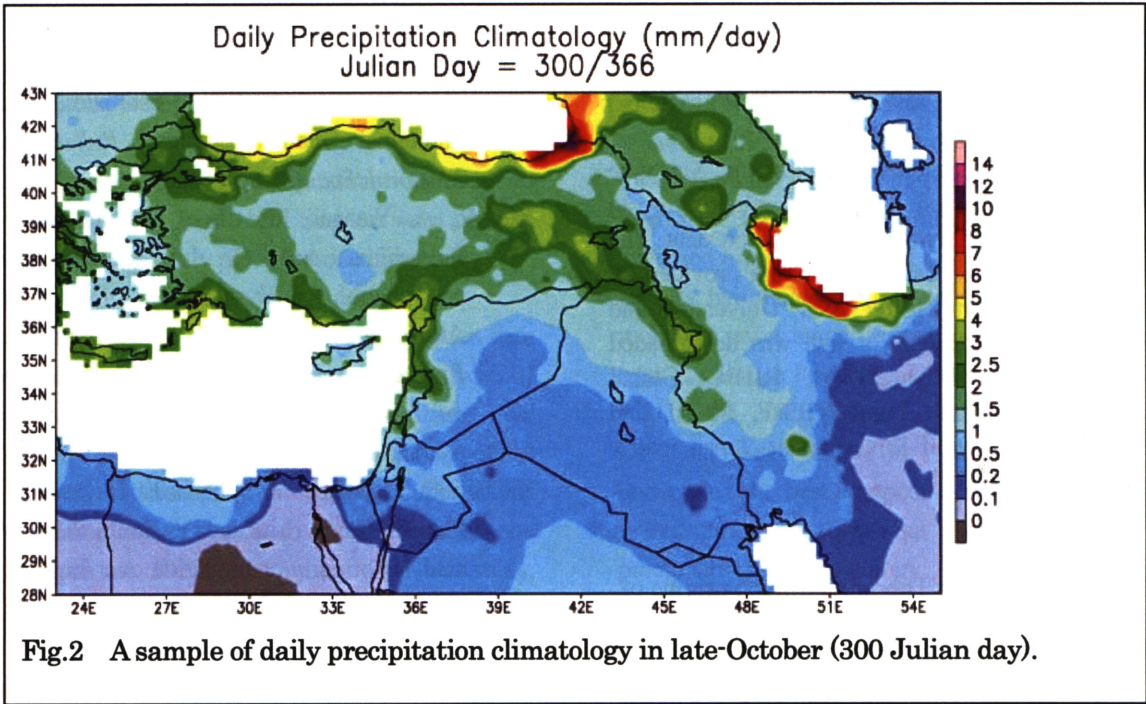 Daily Precipitation Climatology (mm/day)
Julian Day = 300/366
43N
42N
41N
40N
39N
38N
37N
36N
35N
34N
33N
32N
31N
30N
29N
28N
24E 27E 30E 33E 36E 39E 42E 45E 48E 51E 54E
14
12
10
8
7
6
5
4
3
2.5
2
1.5
1
0.5
0.2
0.1
0
Fig.2 A sample of daily precipitation climatology in late-October (300 Julian day).